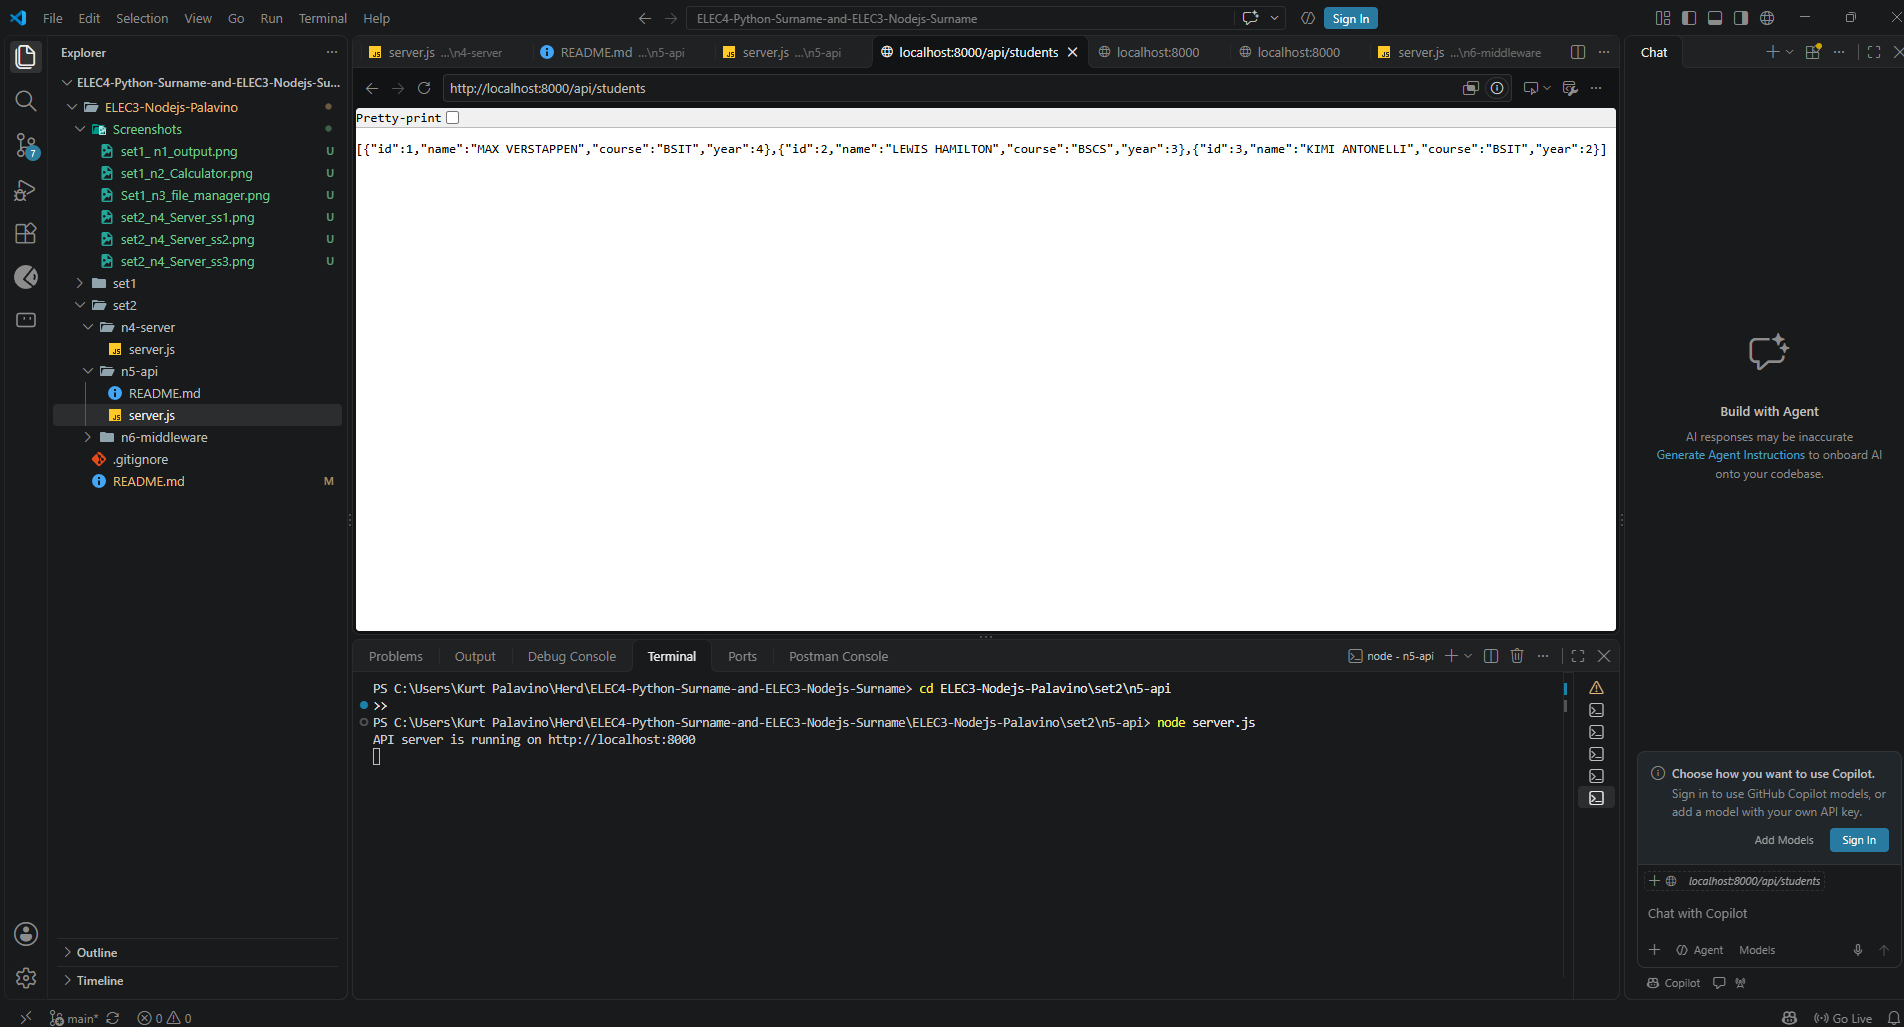 File Edit Selection View Go Run Terminal Help
ELEC4-Python-Surname-and-ELEC3-Nodejs-Surname
Sign In
Explorer
ELEC4-Python-Surname-and-ELEC3-Nodejs-Su...
ELEC3-Nodejs-Palavino
Screenshots
set1_ n1_output.png U
set1_n2_Calculator.png U
Set1_n3_file_manager.png U
set2_n4_Server_ss1.png U
set2_n4_Server_ss2.png U
set2_n4_Server_ss3.png U
set1
set2
n4-server
JS server.js
n5-api
README.md
JS server.js
n6-middleware
.gitignore
README.md M
7
Outline
Timeline
main* 0 0
JS server.js ...\n4-server
README.md ...\n5-api
JS server.js ...\n5-api
localhost:8000/api/students
localhost:8000
localhost:8000
JS server.js ...\n6-middleware
http://localhost:8000/api/students
Pretty-print
[{"id":1,"name":"MAX VERSTAPPEN","course":"BSIT","year":4},{"id":2,"name":"LEWIS HAMILTON","course":"BSCS","year":3},{"id":3,"name":"KIMI ANTONELLI","course":"BSIT","year":2}]
Problems Output Debug Console Terminal Ports Postman Console
node - n5-api
PS C:\Users\Kurt Palavino\Herd\ELEC4-Python-Surname-and-ELEC3-Nodejs-Surname> cd ELEC3-Nodejs-Palavino\set2\n5-api
>>
PS C:\Users\Kurt Palavino\Herd\ELEC4-Python-Surname-and-ELEC3-Nodejs-Surname\ELEC3-Nodejs-Palavino\set2\n5-api> node server.js
API server is running on http://localhost:8000
Chat
Build with Agent
AI responses may be inaccurate
Generate Agent Instructions to onboard AI
onto your codebase.
Choose how you want to use Copilot.
Sign in to use GitHub Copilot models, or
add a model with your own API key.
Add Models Sign In
localhost:8000/api/students
Chat with Copilot
Agent Models
Copilot
Go Live